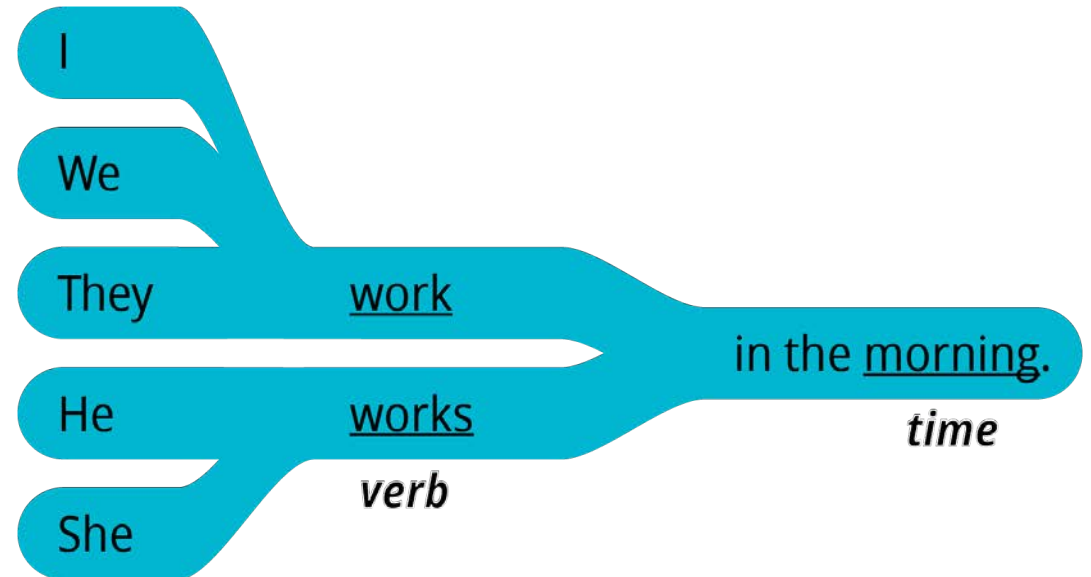 I
We
They work
in the morning.
time
He works
verb
She